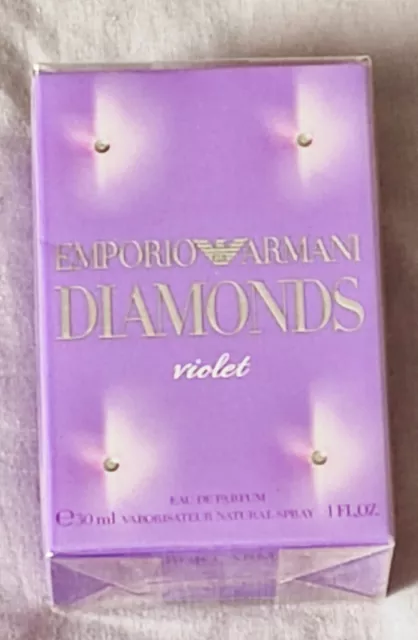 EMPORIO ARMANI
DIAMONDS
violet
EAU DE PARFUM
℮30 ml VAPORISATEUR NATURAL SPRAY 1 FL.OZ.